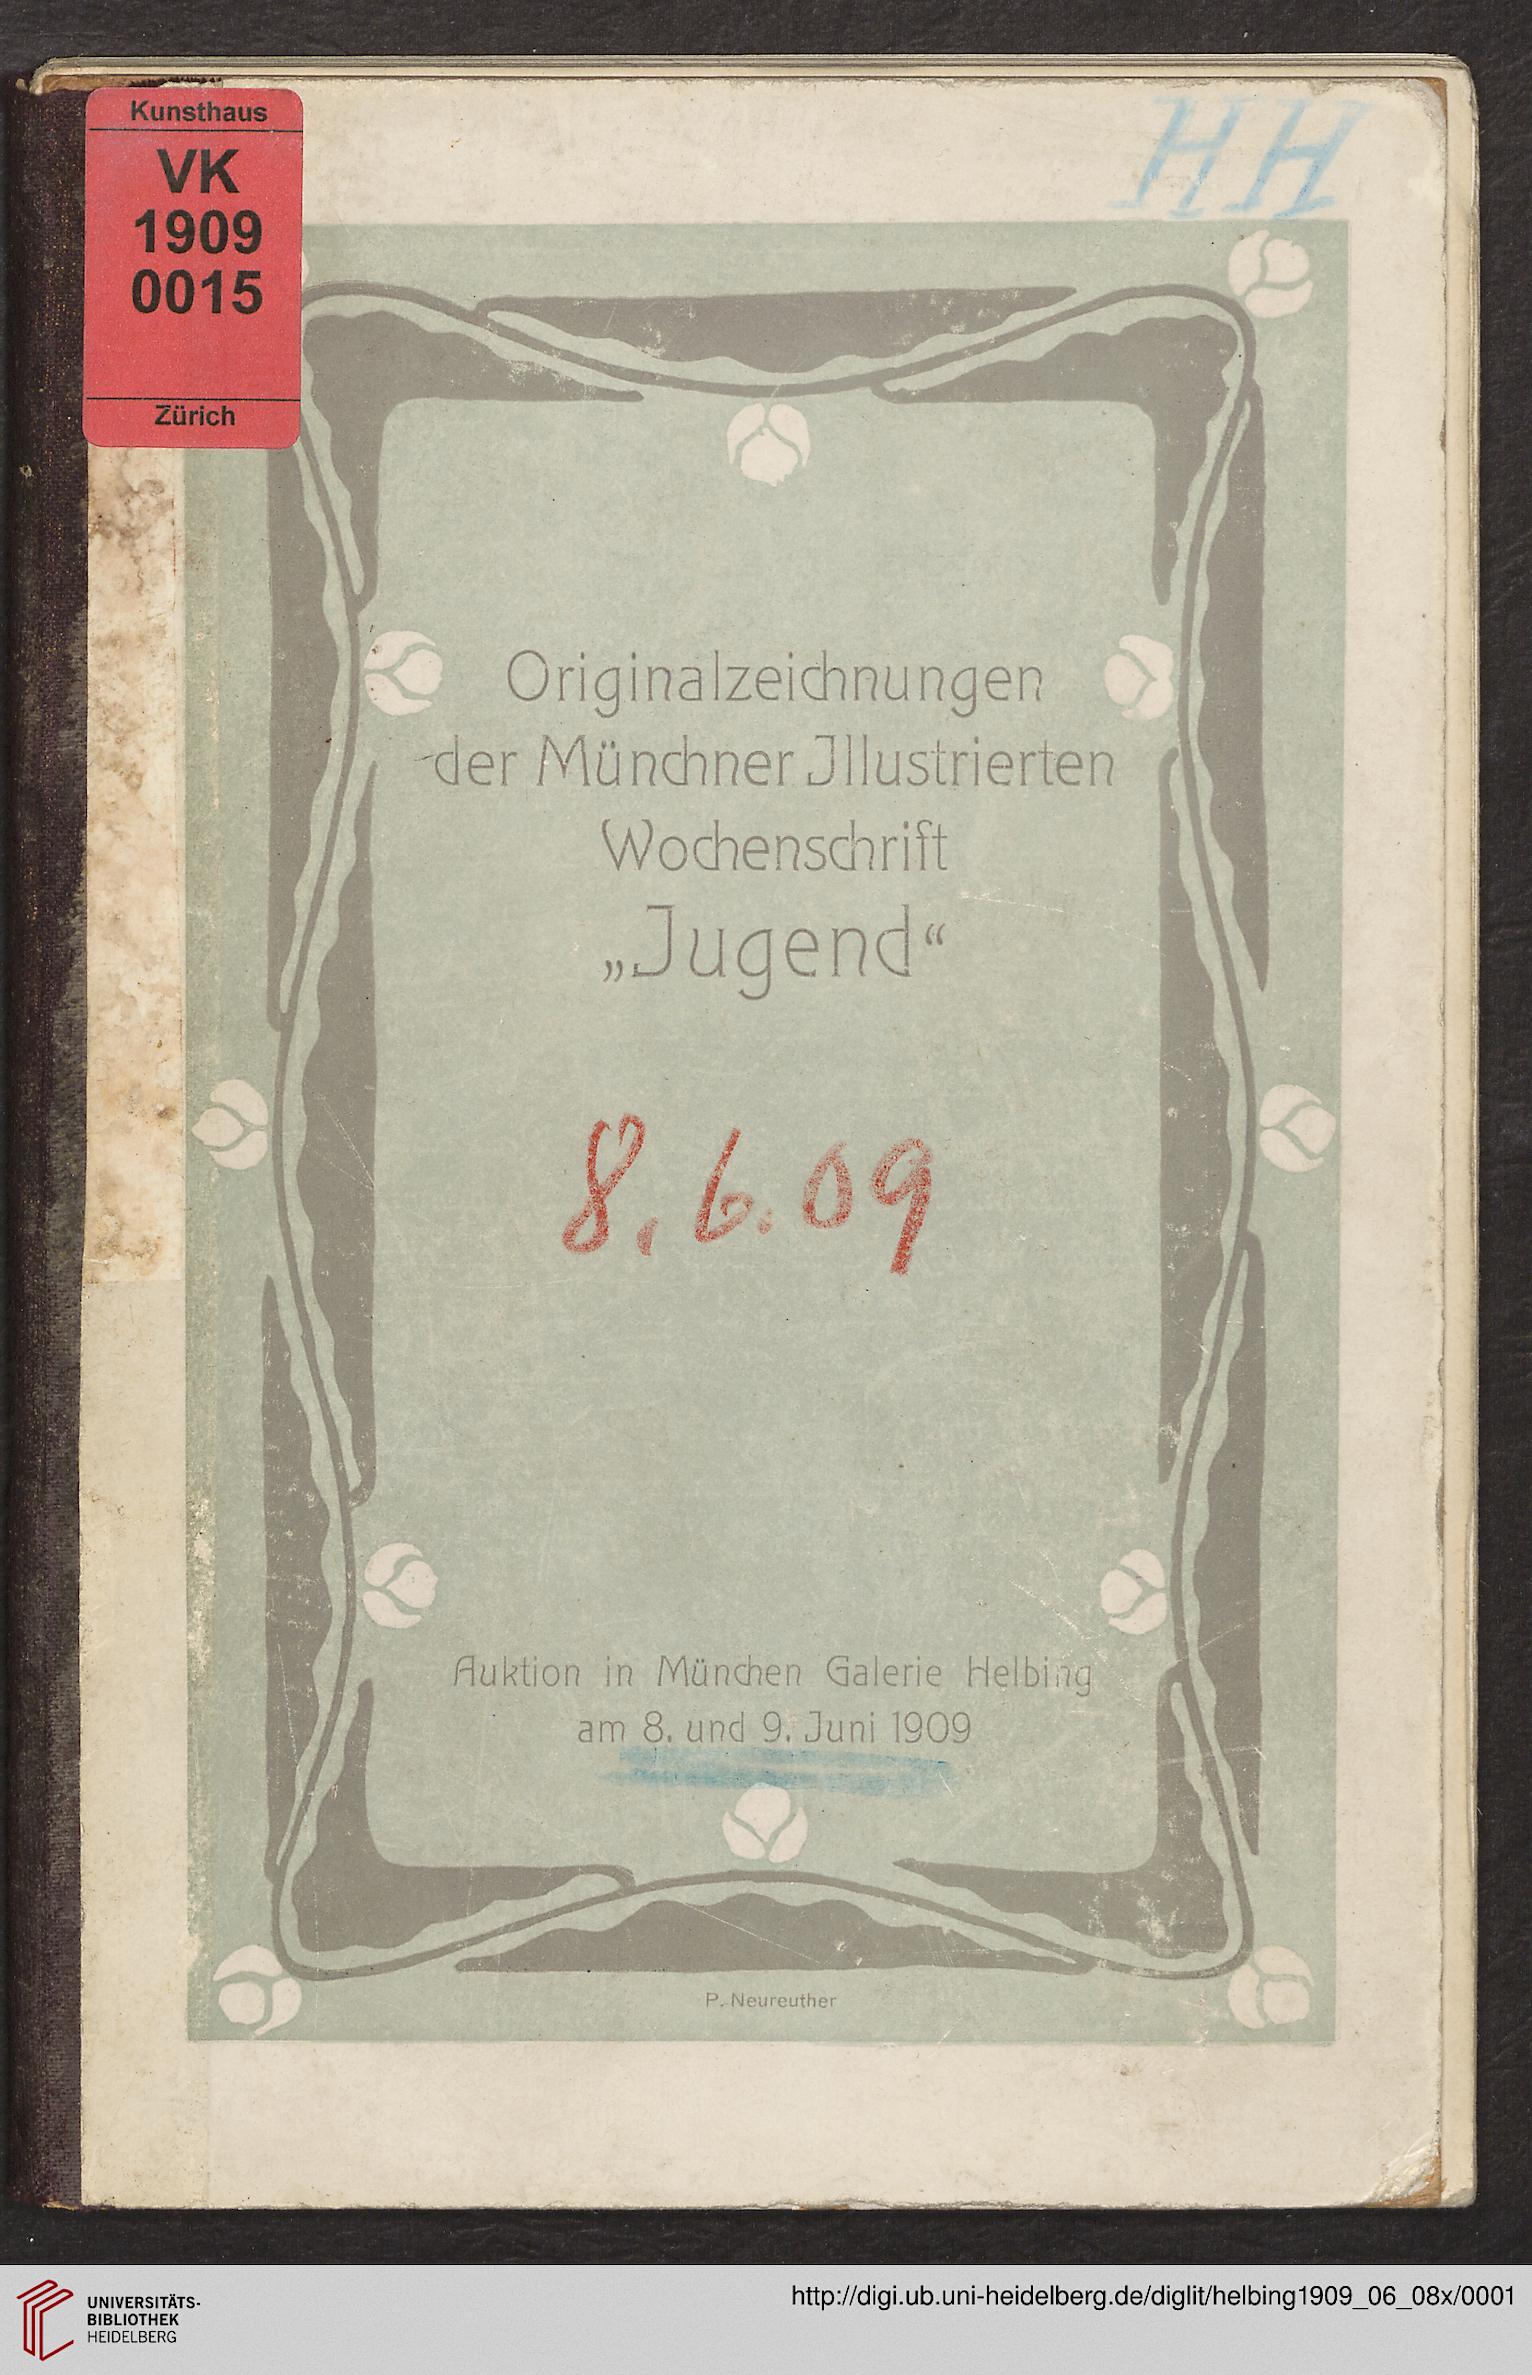 Kunsthaus
VK
1909
0015
Zürich
HH
Originalzeichnungen
der Münchner Jllustrierten
Wochenschrift
„Jugend“
8. 6. 09
Auktion in München Galerie Helbing
am 8. und 9. Juni 1909
P. Neureuther
UNIVERSITÄTS-
BIBLIOTHEK
HEIDELBERG
http://digi.ub.uni-heidelberg.de/diglit/helbing1909_06_08x/0001